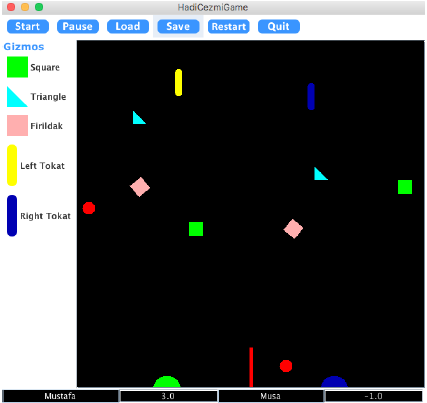 HadiCezmiGame
Start Pause Load Save Restart Quit
Gizmos
Square
Triangle
Firildak
Left Tokat
Right Tokat
Mustafa 3.0 Musa -1.0